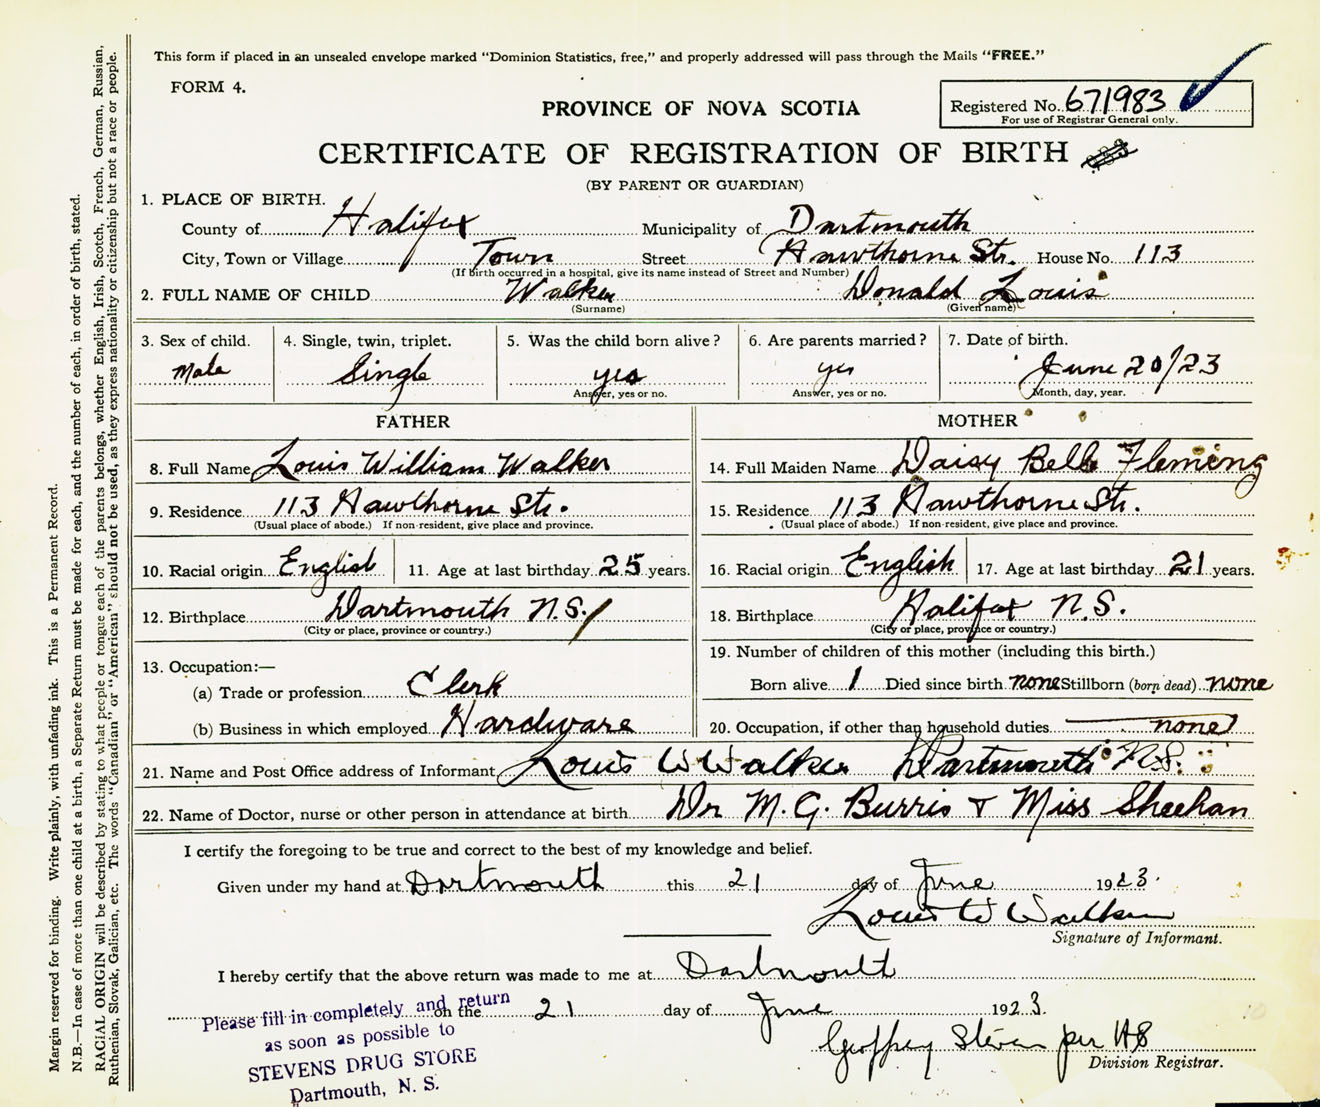 This form if placed in an unsealed envelope marked "Dominion Statistics, free," and properly addressed will pass through the Mails "FREE."
FORM 4.
PROVINCE OF NOVA SCOTIA
Registered No. 671983
For use of Registrar General only.
CERTIFICATE OF REGISTRATION OF BIRTH
(BY PARENT OR GUARDIAN)
1. PLACE OF BIRTH.
County of Halifax Municipality of Dartmouth
City, Town or Village Town Street Hawthorne Str. House No. 113
(If birth occurred in a hospital, give its name instead of Street and Number)
2. FULL NAME OF CHILD Walker Donald Louis
(Surname) (Given name)
3. Sex of child. 4. Single, twin, triplet. 5. Was the child born alive? 6. Are parents married? 7. Date of birth.
Male Single yes yes June 20/23
Answer, yes or no. Answer, yes or no. Month, day, year.
FATHER MOTHER
8. Full Name Louis William Walker 14. Full Maiden Name Daisy Bell Fleming
9. Residence 113 Hawthorne Str. 15. Residence 113 Hawthorne Str.
(Usual place of abode.) If non-resident, give place and province. (Usual place of abode.) If non-resident, give place and province.
10. Racial origin English 11. Age at last birthday 25 years. 16. Racial origin English 17. Age at last birthday 21 years.
12. Birthplace Dartmouth N.S. 18. Birthplace Halifax N.S.
(City or place, province or country.) (City or place, province or country.)
13. Occupation:— 19. Number of children of this mother (including this birth.)
(a) Trade or profession Clerk Born alive 1 Died since birth none Stillborn (born dead) none
(b) Business in which employed Hardware 20. Occupation, if other than household duties none
21. Name and Post Office address of Informant Louis W Walker Dartmouth N.S.
22. Name of Doctor, nurse or other person in attendance at birth Dr M. G. Burris + Miss Sheehan
I certify the foregoing to be true and correct to the best of my knowledge and belief.
Given under my hand at Dartmouth this 21 day of June 1923.
Louis W Walker
Signature of Informant.
I hereby certify that the above return was made to me at Dartmouth
on the 21 day of June 1923.
Geoffrey Stevens per HS
Division Registrar.
Please fill in completely and return
as soon as possible to
STEVENS DRUG STORE
Dartmouth, N. S.
Margin reserved for binding. Write plainly, with unfading ink. This is a Permanent Record.
N.B.—In case of more than one child at a birth, a Separate Return must be made for each, and the number of each, in order of birth, stated.
RACIAL ORIGIN will be described by stating to what people or tongue each of the parents belongs, whether English, Irish, Scotch, French, German, Russian,
Ruthenian, Slovak, Galician, etc. The words "Canadian" or "American" should not be used, as they express nationality or citizenship but not a race or people.